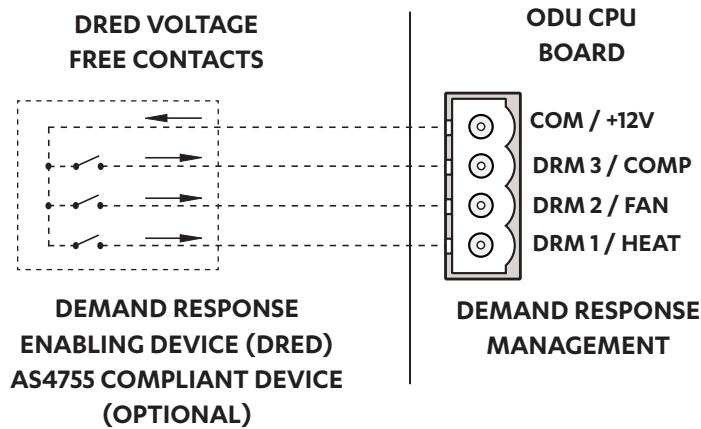 DRED VOLTAGE
FREE CONTACTS
ODU CPU
BOARD
COM / +12V
DRM 3 / COMP
DRM 2 / FAN
DRM 1 / HEAT
DEMAND RESPONSE
ENABLING DEVICE (DRED)
AS4755 COMPLIANT DEVICE
(OPTIONAL)
DEMAND RESPONSE
MANAGEMENT